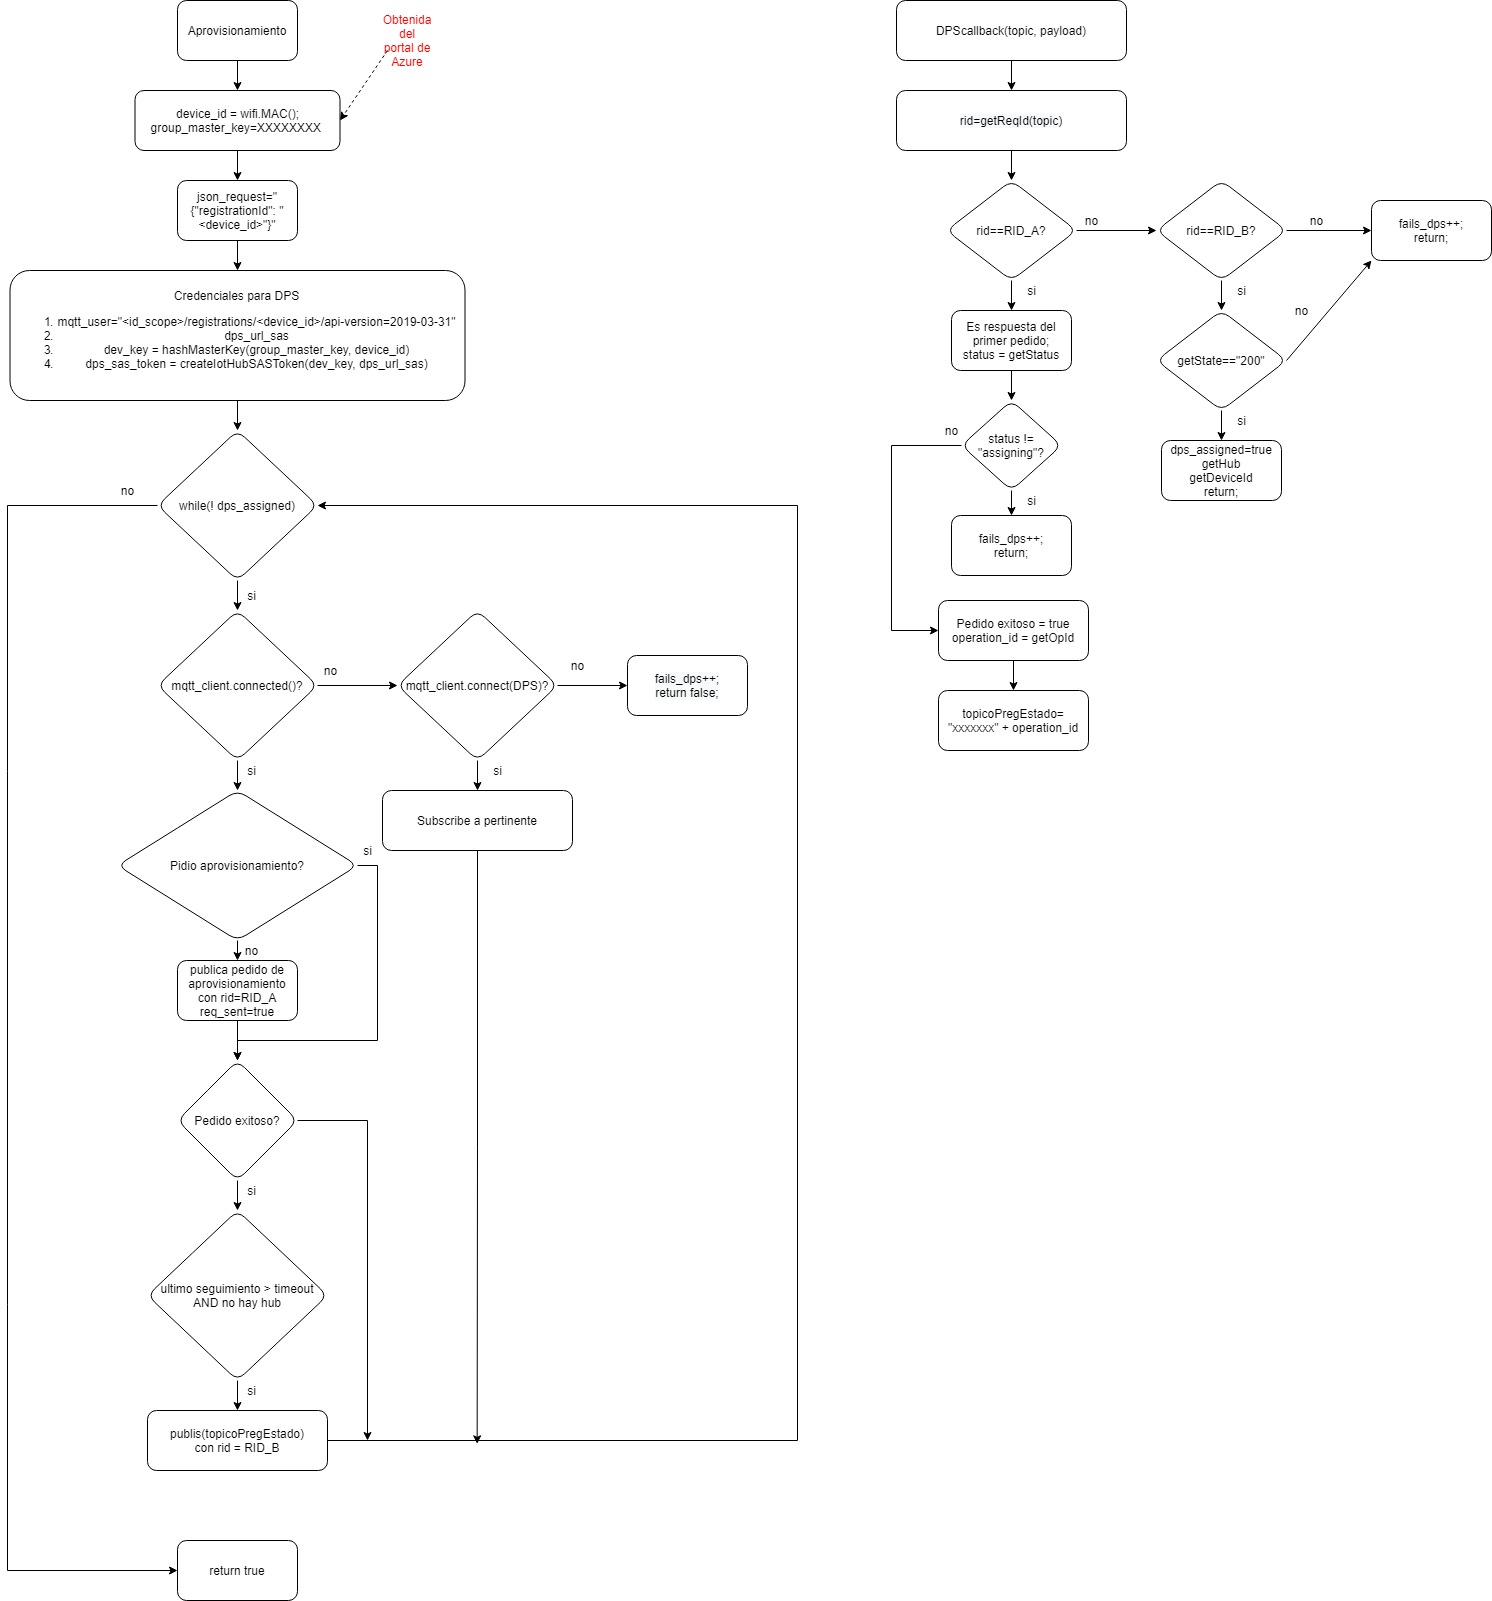 Aprovisionamiento
Obtenida
del
portal de
Azure
device_id = wifi.MAC();
group_master_key=XXXXXXXX
json_request="
{"registrationId": "
<device_id>"}"
Credenciales para DPS
1. mqtt_user="<id_scope>/registrations/<device_id>/api-version=2019-03-31"
2. dps_url_sas
3. dev_key = hashMasterKey(group_master_key, device_id)
4. dps_sas_token = createIotHubSASToken(dev_key, dps_url_sas)
no
while(! dps_assigned)
si
mqtt_client.connected()?
no
mqtt_client.connect(DPS)?
no
fails_dps++;
return false;
si
si
Subscribe a pertinente
Pidio aprovisionamiento?
si
no
publica pedido de
aprovisionamiento
con rid=RID_A
req_sent=true
Pedido exitoso?
si
ultimo seguimiento > timeout
AND no hay hub
si
publis(topicoPregEstado)
con rid = RID_B
return true
DPScallback(topic, payload)
rid=getReqId(topic)
rid==RID_A?
no
rid==RID_B?
no
fails_dps++;
return;
si
si
Es respuesta del
primer pedido;
status = getStatus
no
getState=="200"
si
no
status !=
"assigning"?
dps_assigned=true
getHub
getDeviceId
return;
si
fails_dps++;
return;
Pedido exitoso = true
operation_id = getOpId
topicoPregEstado=
"xxxxxxx" + operation_id